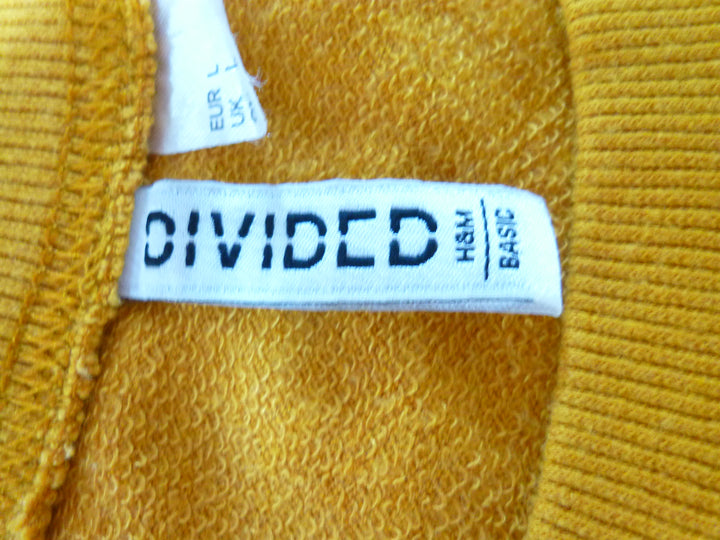 EUR L
UK L
DIVIDED
H&M
BASIC